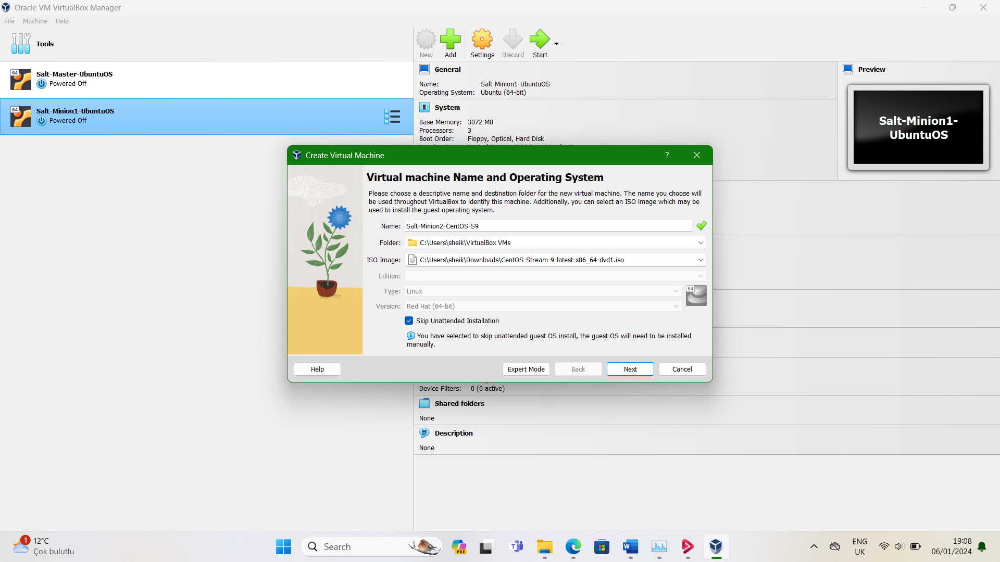 Oracle VM VirtualBox Manager
File Machine Help
Tools
New Add Settings Discard Start
64 Salt-Master-UbuntuOS
Powered Off
64 Salt-Minion1-UbuntuOS
Powered Off
General
Name: Salt-Minion1-UbuntuOS
Operating System: Ubuntu (64-bit)
System
Base Memory: 3072 MB
Processors: 3
Boot Order: Floppy, Optical, Hard Disk
Preview
Salt-Minion1-
UbuntuOS
Create Virtual Machine
?
Virtual machine Name and Operating System
Please choose a descriptive name and destination folder for the new virtual machine. The name you choose will
be used throughout VirtualBox to identify this machine. Additionally, you can select an ISO image which may be
used to install the guest operating system.
Name: Salt-Minion2-CentOS-S9
Folder: C:\Users\sheik\VirtualBox VMs
ISO Image: C:\Users\sheik\Downloads\CentOS-Stream-9-latest-x86_64-dvd1.iso
Edition:
Type: Linux
64
Version: Red Hat (64-bit)
Skip Unattended Installation
You have selected to skip unattended guest OS install, the guest OS will need to be installed
manually.
Help Expert Mode Back Next Cancel
Device Filters: 0 (0 active)
Shared folders
None
Description
None
1 12°C
Çok bulutlu
Search
PRE
ENG
UK
19:08
06/01/2024